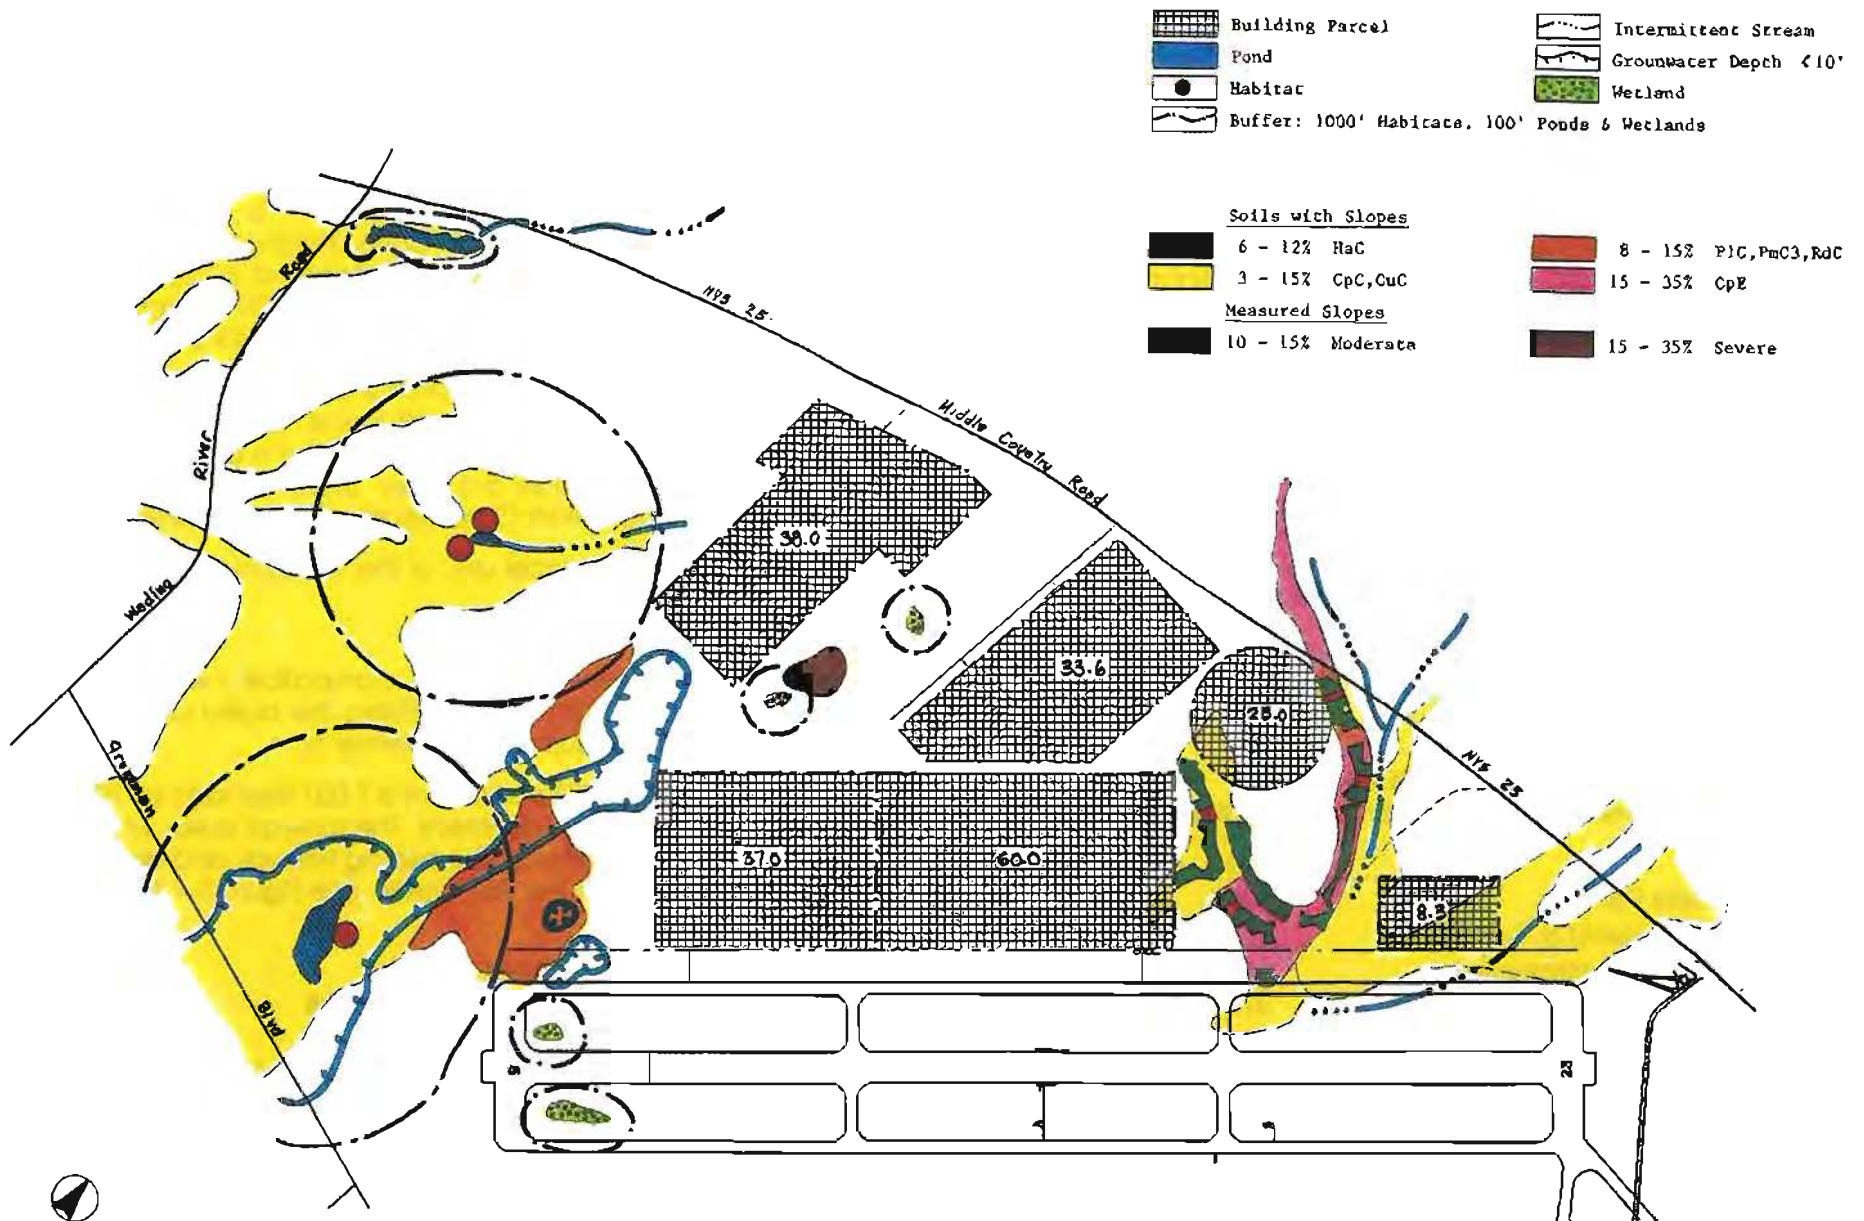 Building Parcel
Pond
Habitat
Buffer: 1000' Habitats, 100' Ponds & Wetlands
Intermittent Stream
Grounwater Depth <10'
Wetland
Soils with Slopes
6 - 12% HaC
3 - 15% CpC,CuC
8 - 15% PlC,PmC3,RdC
15 - 35% CpE
Measured Slopes
10 - 15% Moderate
15 - 35% Severe
Road
River
Wading
NYS 25
Middle Country Road
NYS 25
Grumman
Blvd
38.0
33.6
25.0
37.0
60.0
8.3
5
23